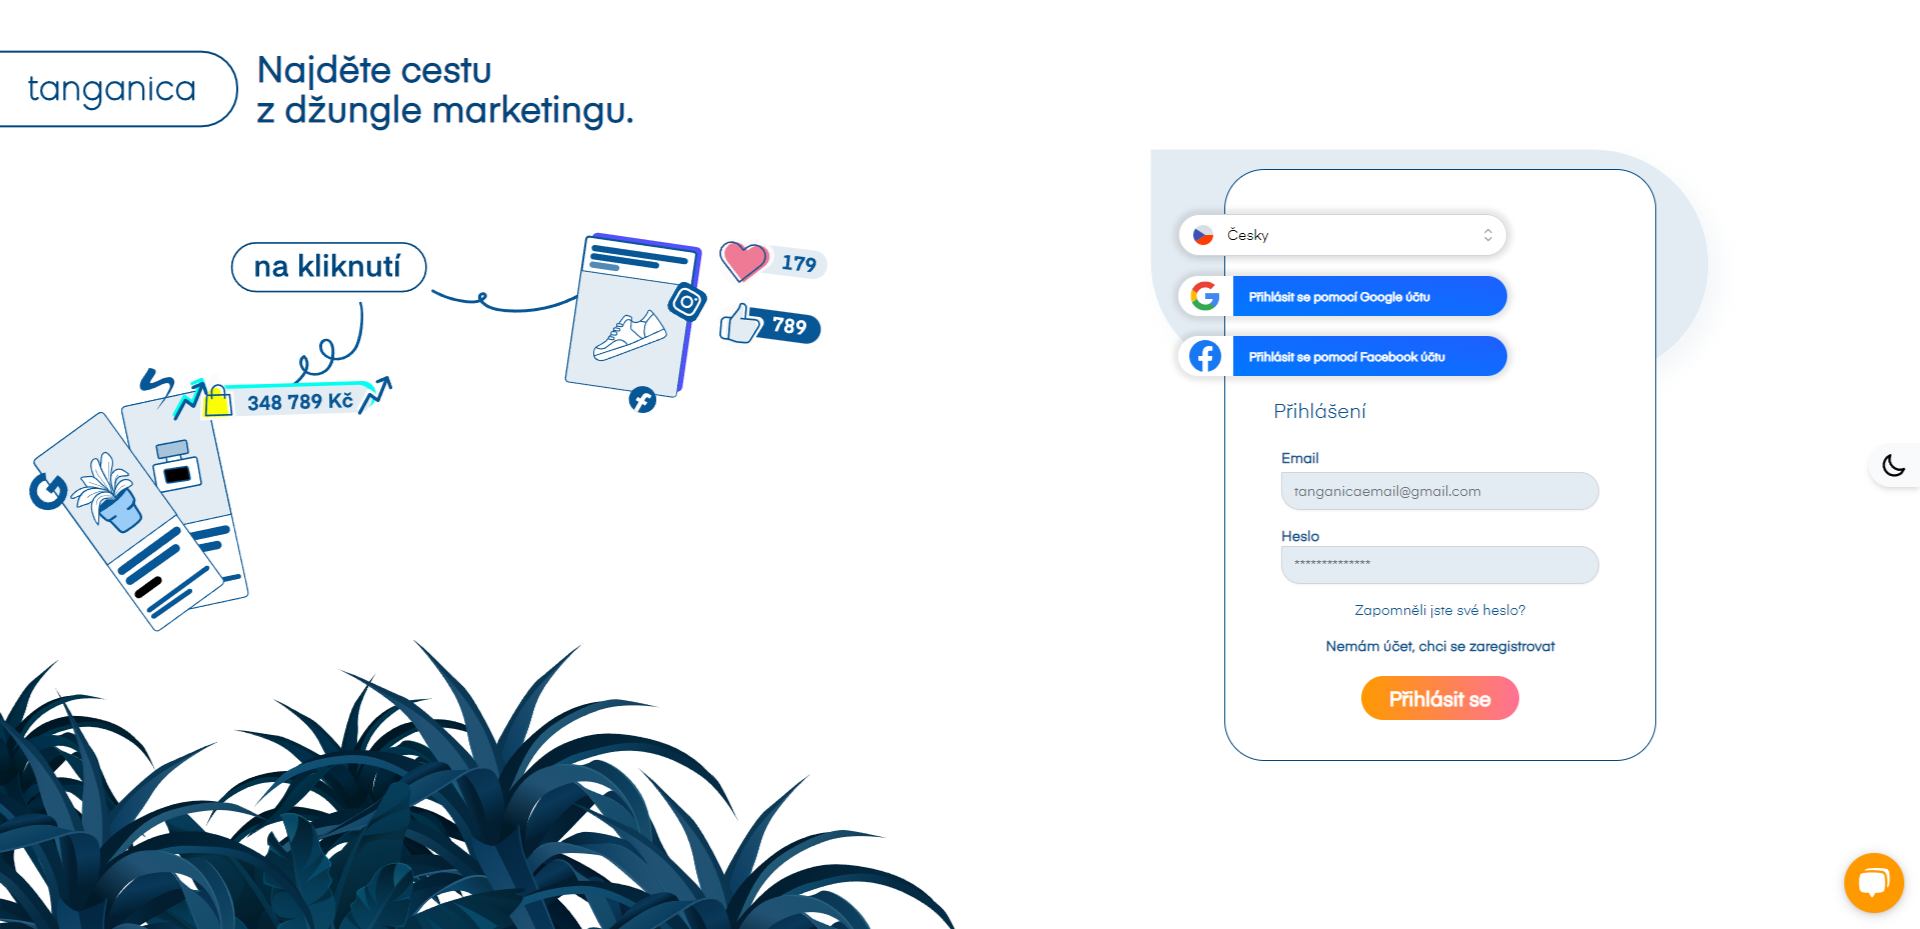 tanganica
Najděte cestu
z džungle marketingu.
na kliknutí
179
789
348 789 Kč
Česky
Přihlásit se pomocí Google účtu
Přihlásit se pomocí Facebook účtu
Přihlášení
Email
tanganicaemail@gmail.com
Heslo
**************
Zapomněli jste své heslo?
Nemám účet, chci se zaregistrovat
Přihlásit se